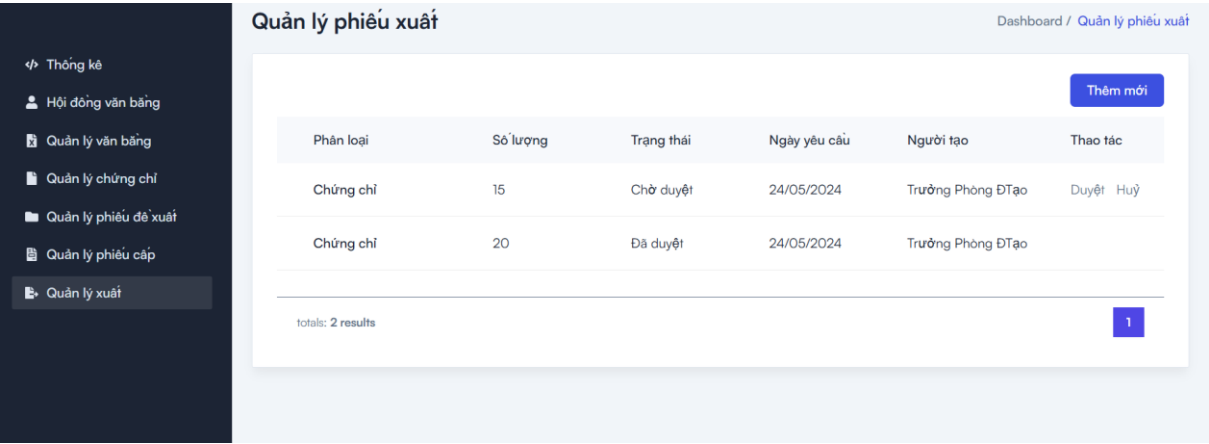 Quản lý phiếu xuất
Dashboard / Quản lý phiếu xuất
Thống kê
Hội đồng văn bằng
Quản lý văn bằng
Quản lý chứng chỉ
Quản lý phiếu đề xuất
Quản lý phiếu cấp
Quản lý xuất
Thêm mới
Phân loại Số lượng Trạng thái Ngày yêu cầu Người tạo Thao tác
Chứng chỉ 15 Chờ duyệt 24/05/2024 Trưởng Phòng ĐTạo Duyệt Huỷ
Chứng chỉ 20 Đã duyệt 24/05/2024 Trưởng Phòng ĐTạo
totals: 2 results
1